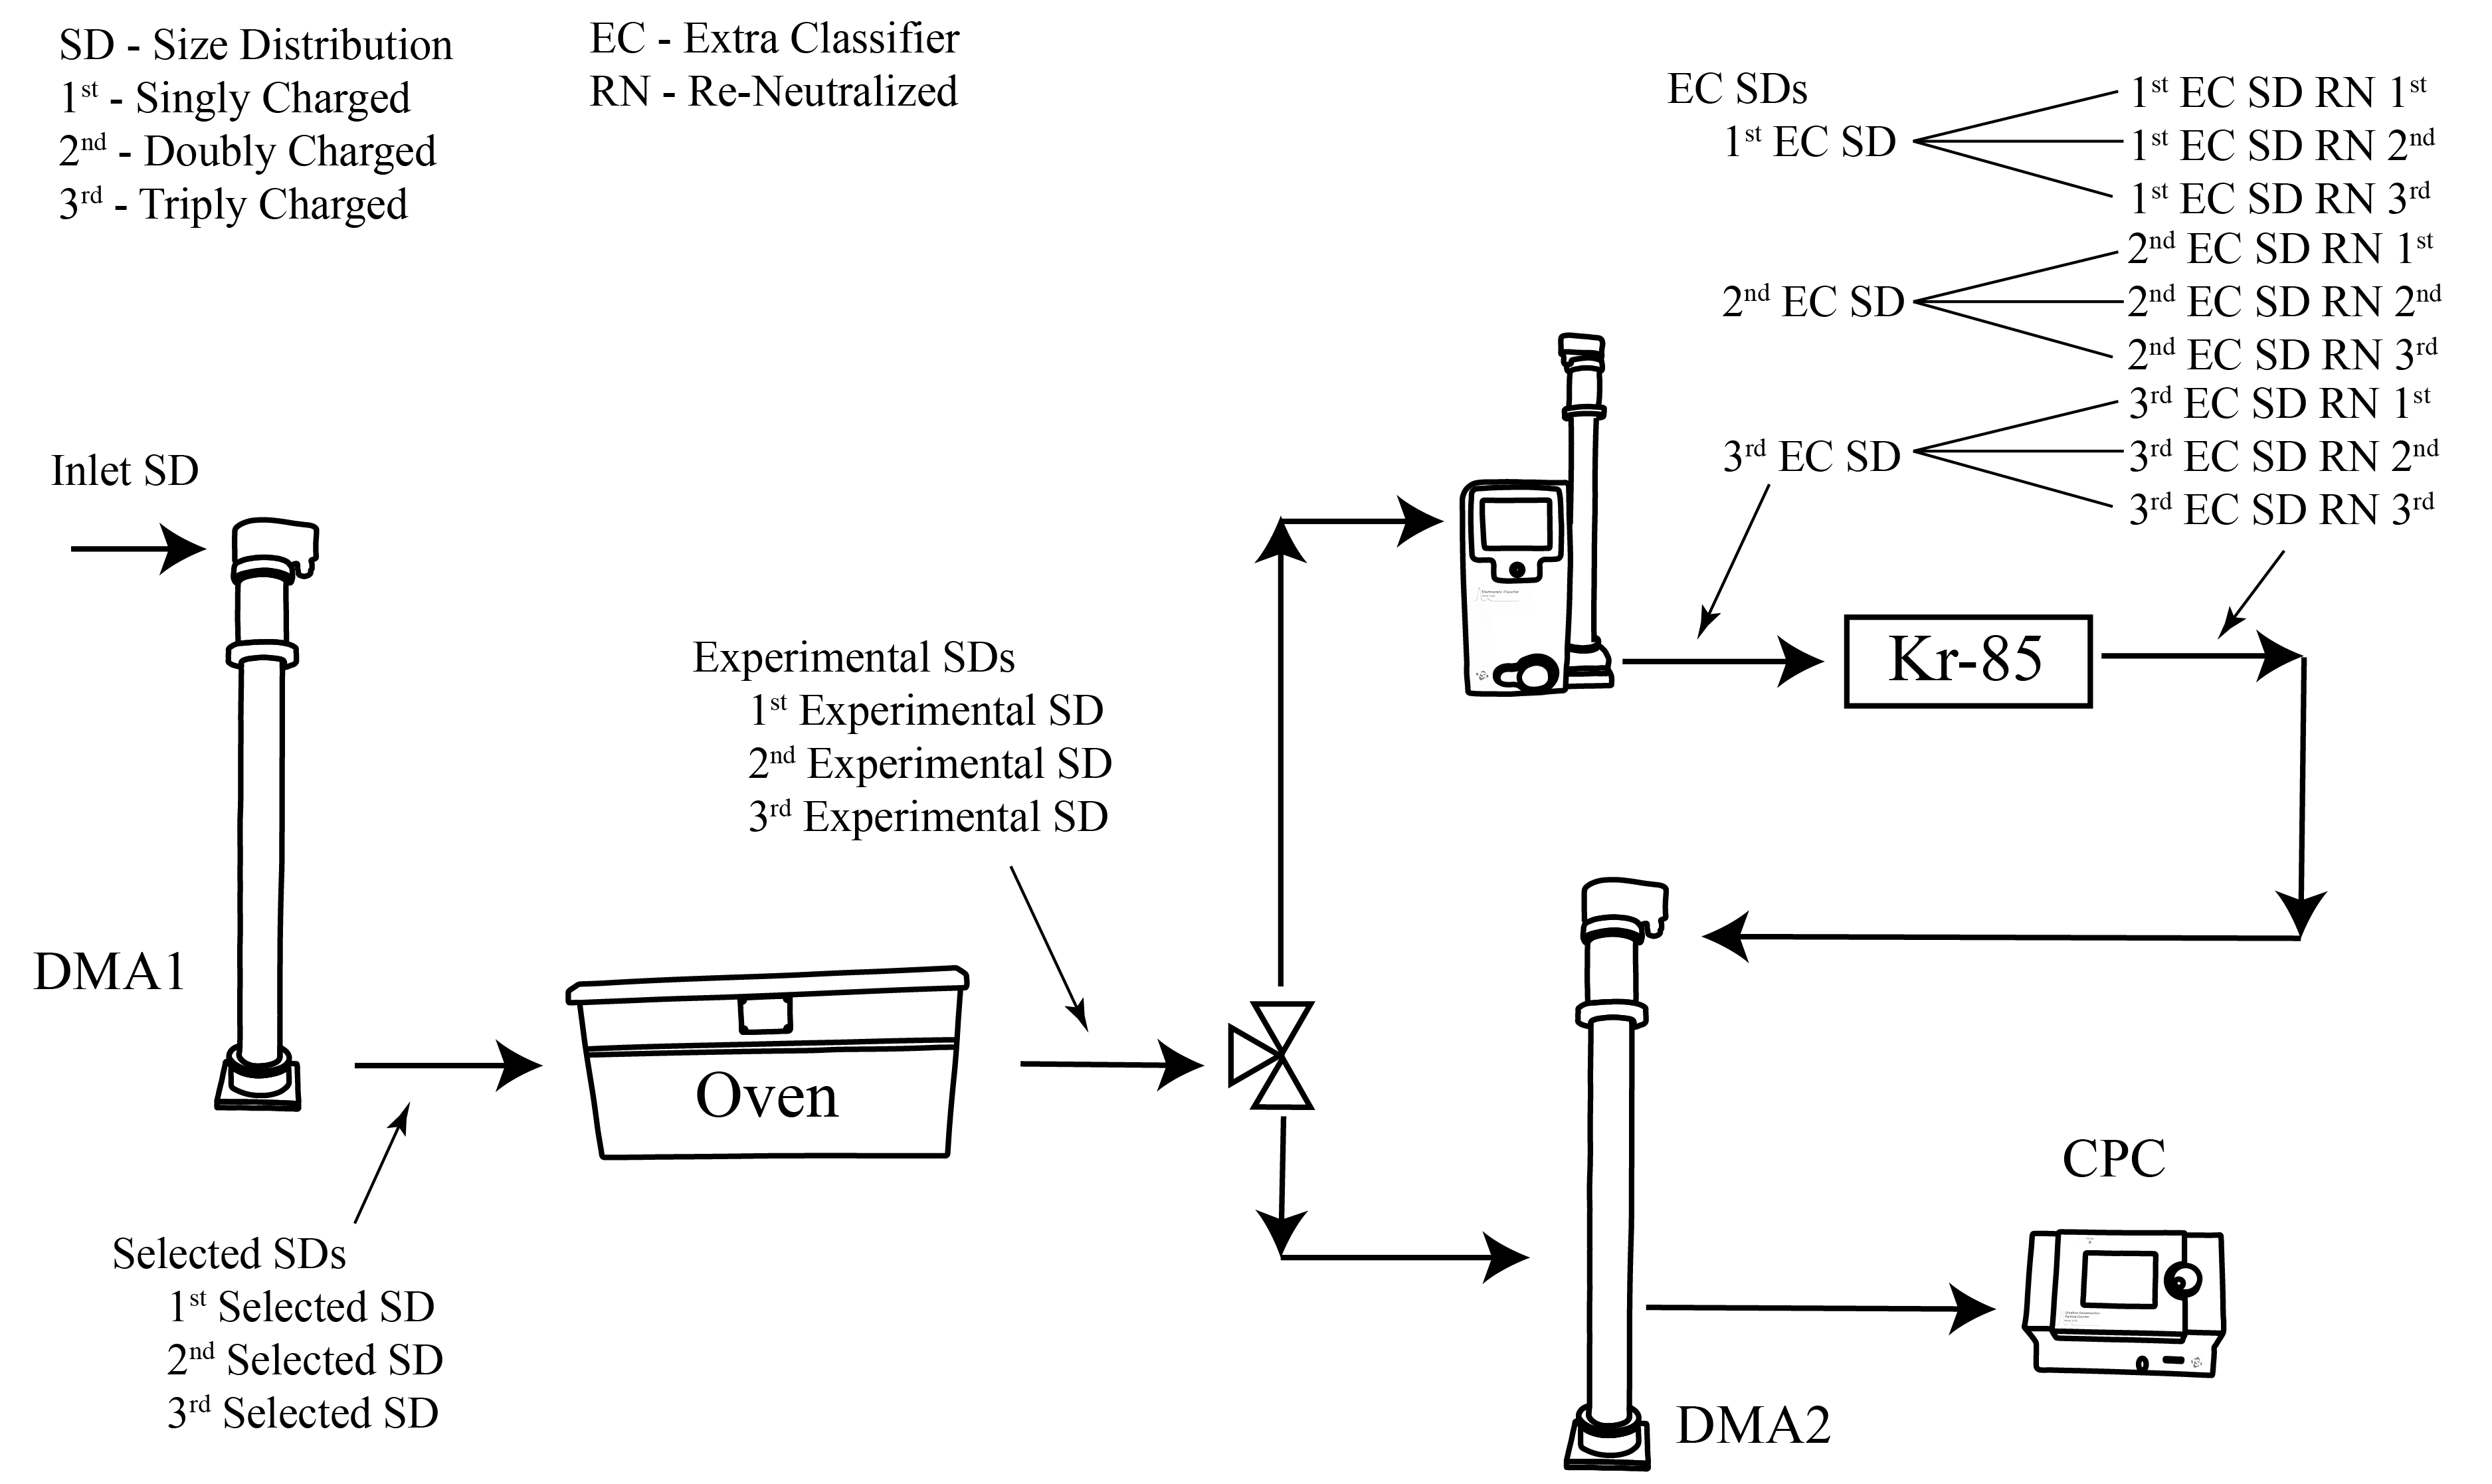 SD - Size Distribution
1st - Singly Charged
2nd - Doubly Charged
3rd - Triply Charged
EC - Extra Classifier
RN - Re-Neutralized
EC SDs
1st EC SD
1st EC SD RN 1st
1st EC SD RN 2nd
1st EC SD RN 3rd
2nd EC SD
2nd EC SD RN 1st
2nd EC SD RN 2nd
2nd EC SD RN 3rd
3rd EC SD
3rd EC SD RN 1st
3rd EC SD RN 2nd
3rd EC SD RN 3rd
Inlet SD
DMA1
Selected SDs
1st Selected SD
2nd Selected SD
3rd Selected SD
Oven
Experimental SDs
1st Experimental SD
2nd Experimental SD
3rd Experimental SD
Kr-85
DMA2
CPC